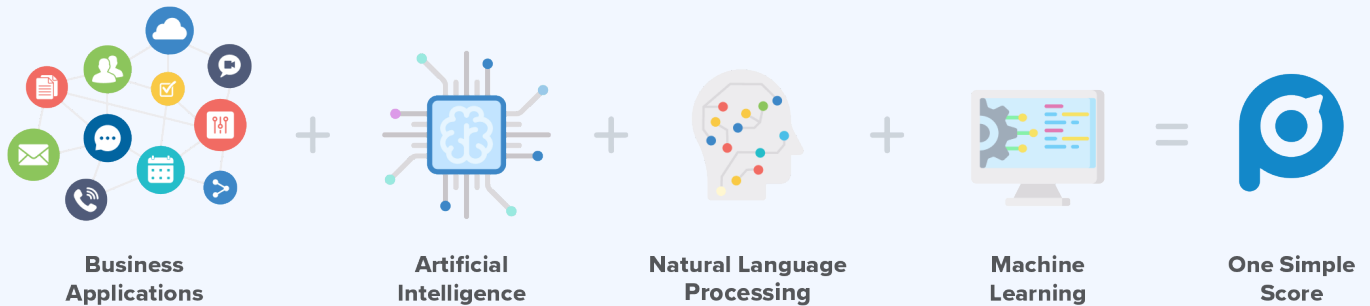 Business
Applications
Artificial
Intelligence
Natural Language
Processing
Machine
Learning
One Simple
Score